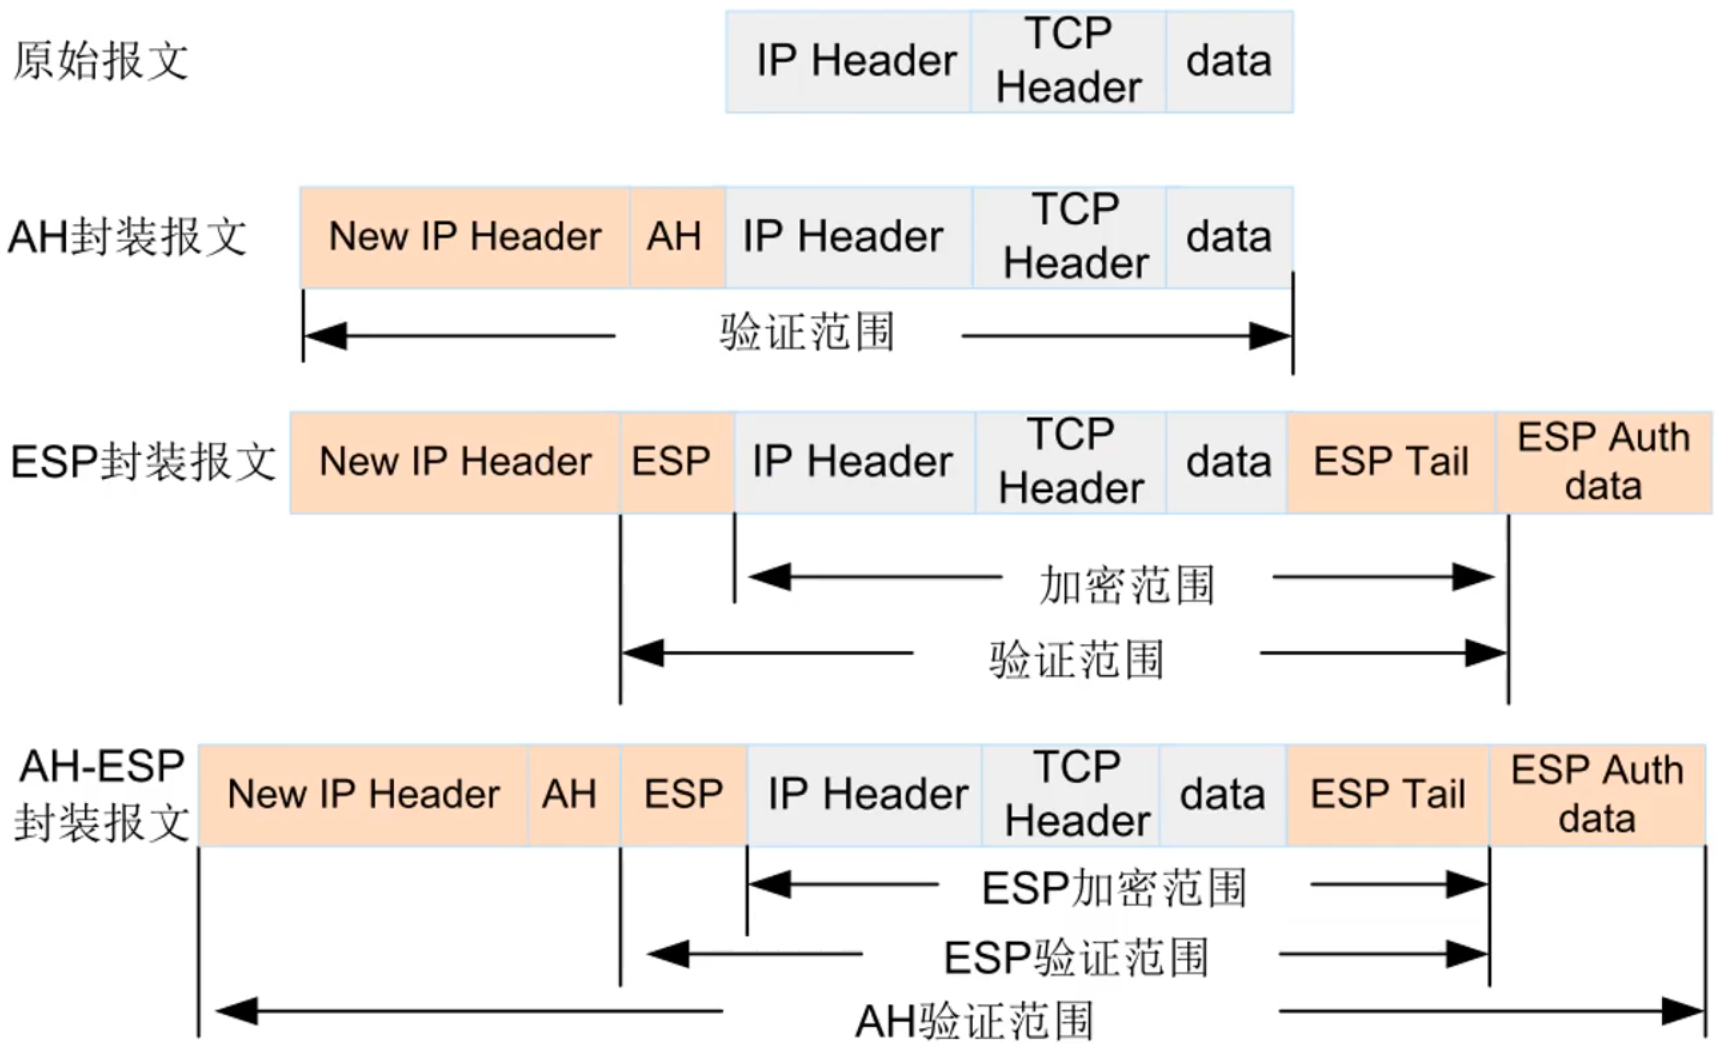 原始报文
IP Header
TCP
Header
data
AH封装报文
New IP Header
AH
IP Header
TCP
Header
data
验证范围
ESP封装报文
New IP Header
ESP
IP Header
TCP
Header
data
ESP Tail
ESP Auth
data
加密范围
验证范围
AH-ESP
封装报文
New IP Header
AH
ESP
IP Header
TCP
Header
data
ESP Tail
ESP Auth
data
ESP加密范围
ESP验证范围
AH验证范围